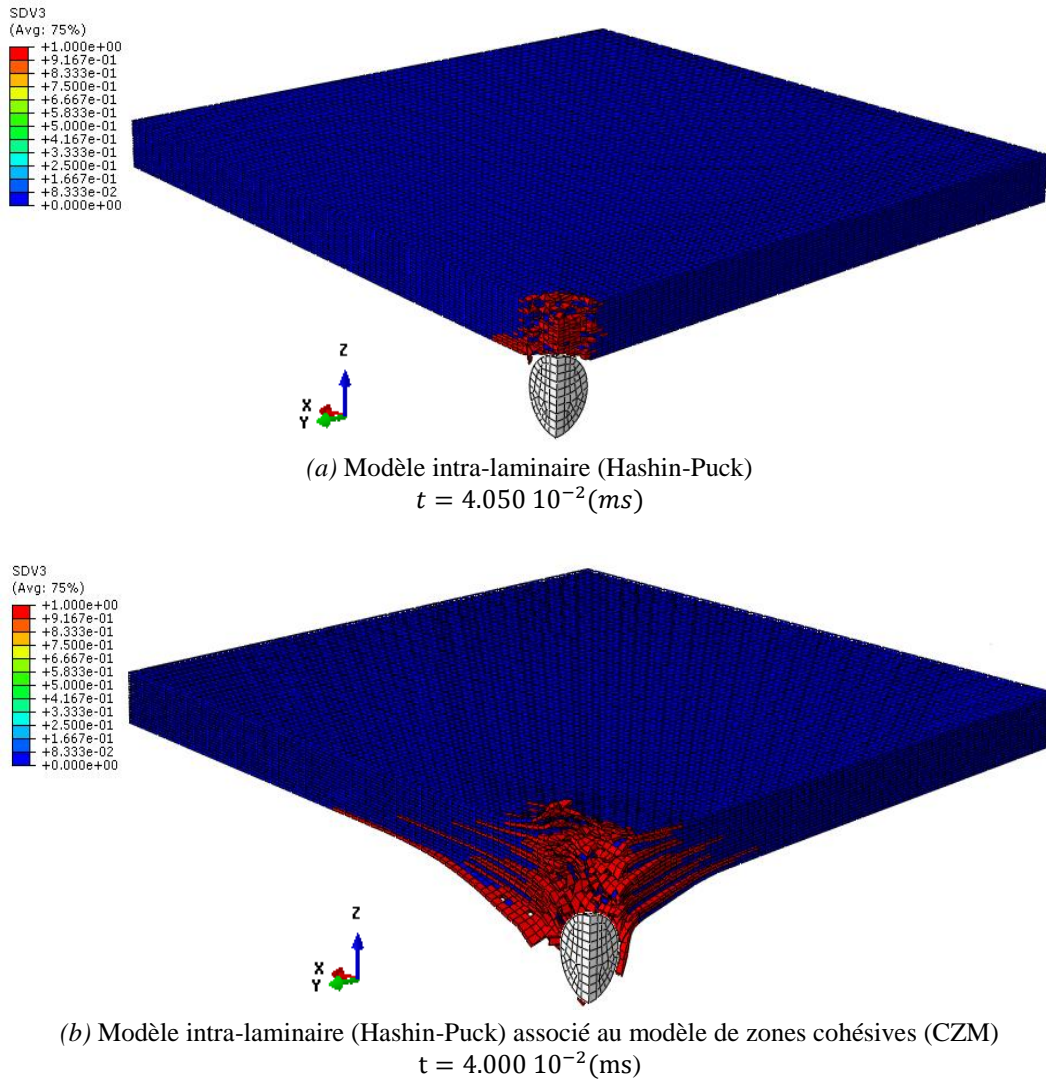 SDV3
(Avg: 75%)
+1.000e+00
+9.167e-01
+8.333e-01
+7.500e-01
+6.667e-01
+5.833e-01
+5.000e-01
+4.167e-01
+3.333e-01
+2.500e-01
+1.667e-01
+8.333e-02
+0.000e+00
Z
X
Y
(a) Modèle intra-laminaire (Hashin-Puck)
t = 4.050 10⁻²(ms)
SDV3
(Avg: 75%)
+1.000e+00
+9.167e-01
+8.333e-01
+7.500e-01
+6.667e-01
+5.833e-01
+5.000e-01
+4.167e-01
+3.333e-01
+2.500e-01
+1.667e-01
+8.333e-02
+0.000e+00
Z
X
Y
(b) Modèle intra-laminaire (Hashin-Puck) associé au modèle de zones cohésives (CZM)
t = 4.000 10⁻²(ms)